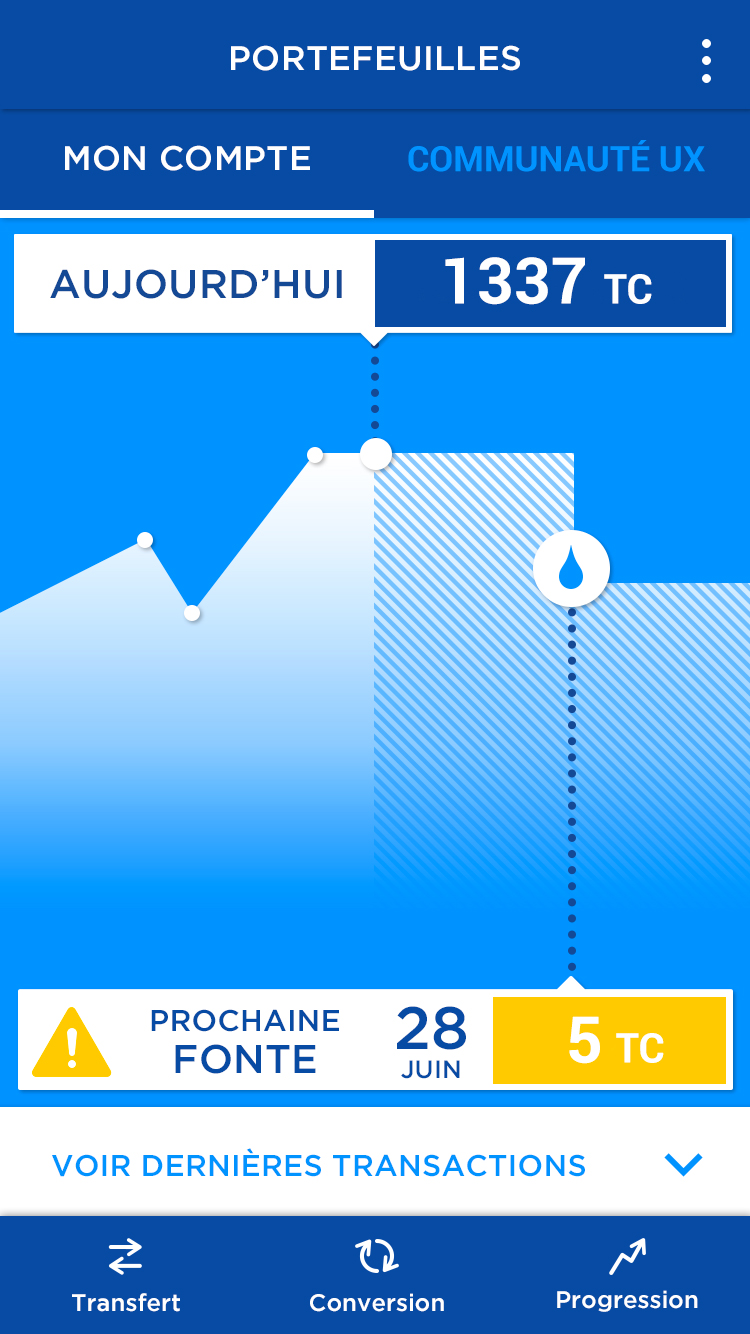 PORTEFEUILLES
MON COMPTE
COMMUNAUTÉ UX
AUJOURD’HUI
1337 TC
PROCHAINE
FONTE
28
JUIN
5 TC
VOIR DERNIÈRES TRANSACTIONS
Transfert
Conversion
Progression